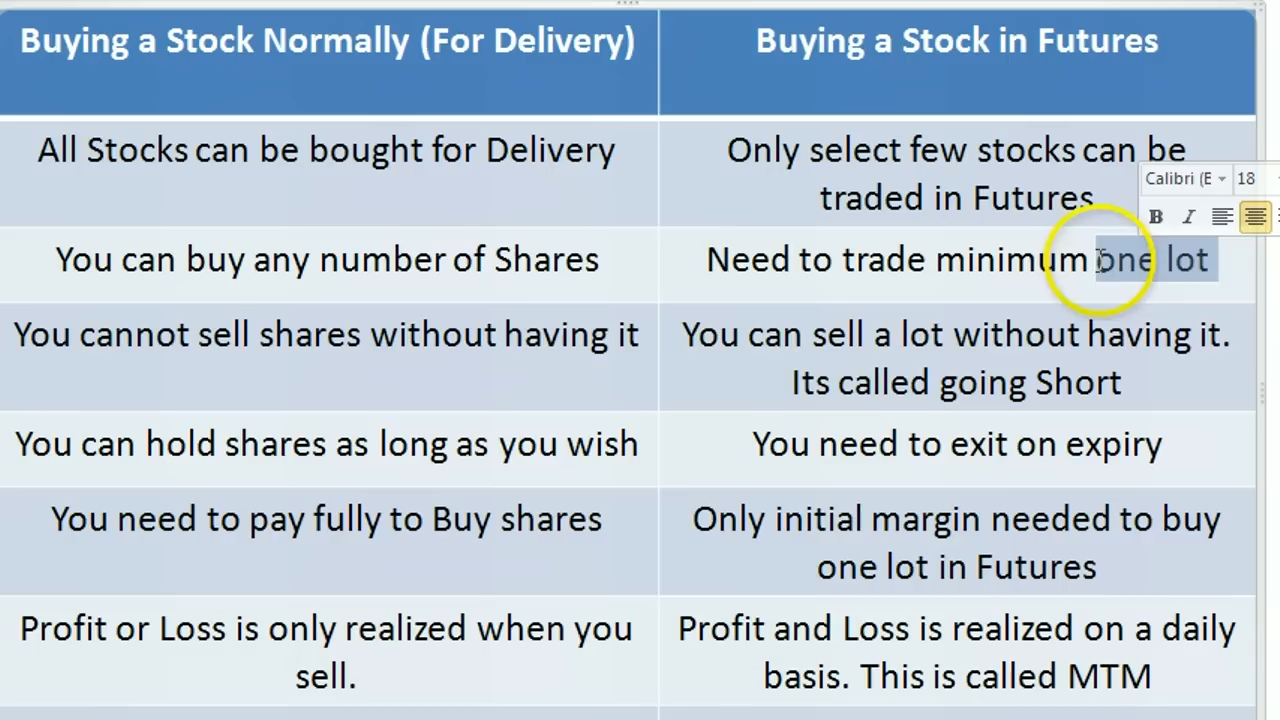 Buying a Stock Normally (For Delivery)
Buying a Stock in Futures
All Stocks can be bought for Delivery
Only select few stocks can be
traded in Futures
Calibri (E
18
B I
You can buy any number of Shares
Need to trade minimum one lot
You cannot sell shares without having it
You can sell a lot without having it.
Its called going Short
You can hold shares as long as you wish
You need to exit on expiry
You need to pay fully to Buy shares
Only initial margin needed to buy
one lot in Futures
Profit or Loss is only realized when you
sell.
Profit and Loss is realized on a daily
basis. This is called MTM